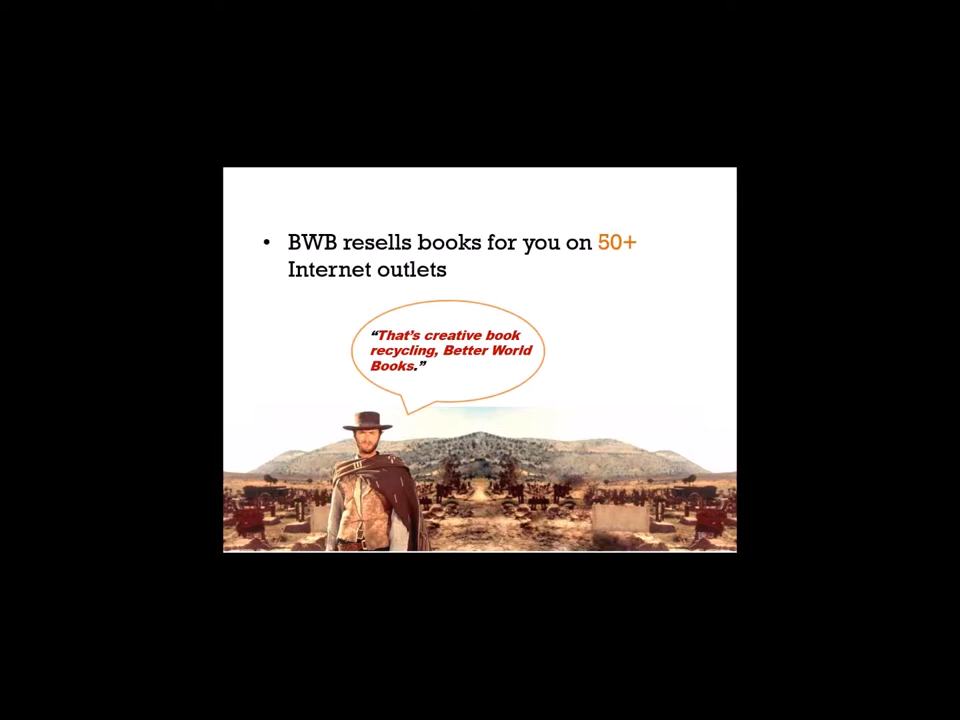 • BWB resells books for you on 50+
Internet outlets
“That’s creative book
recycling, Better World
Books.”